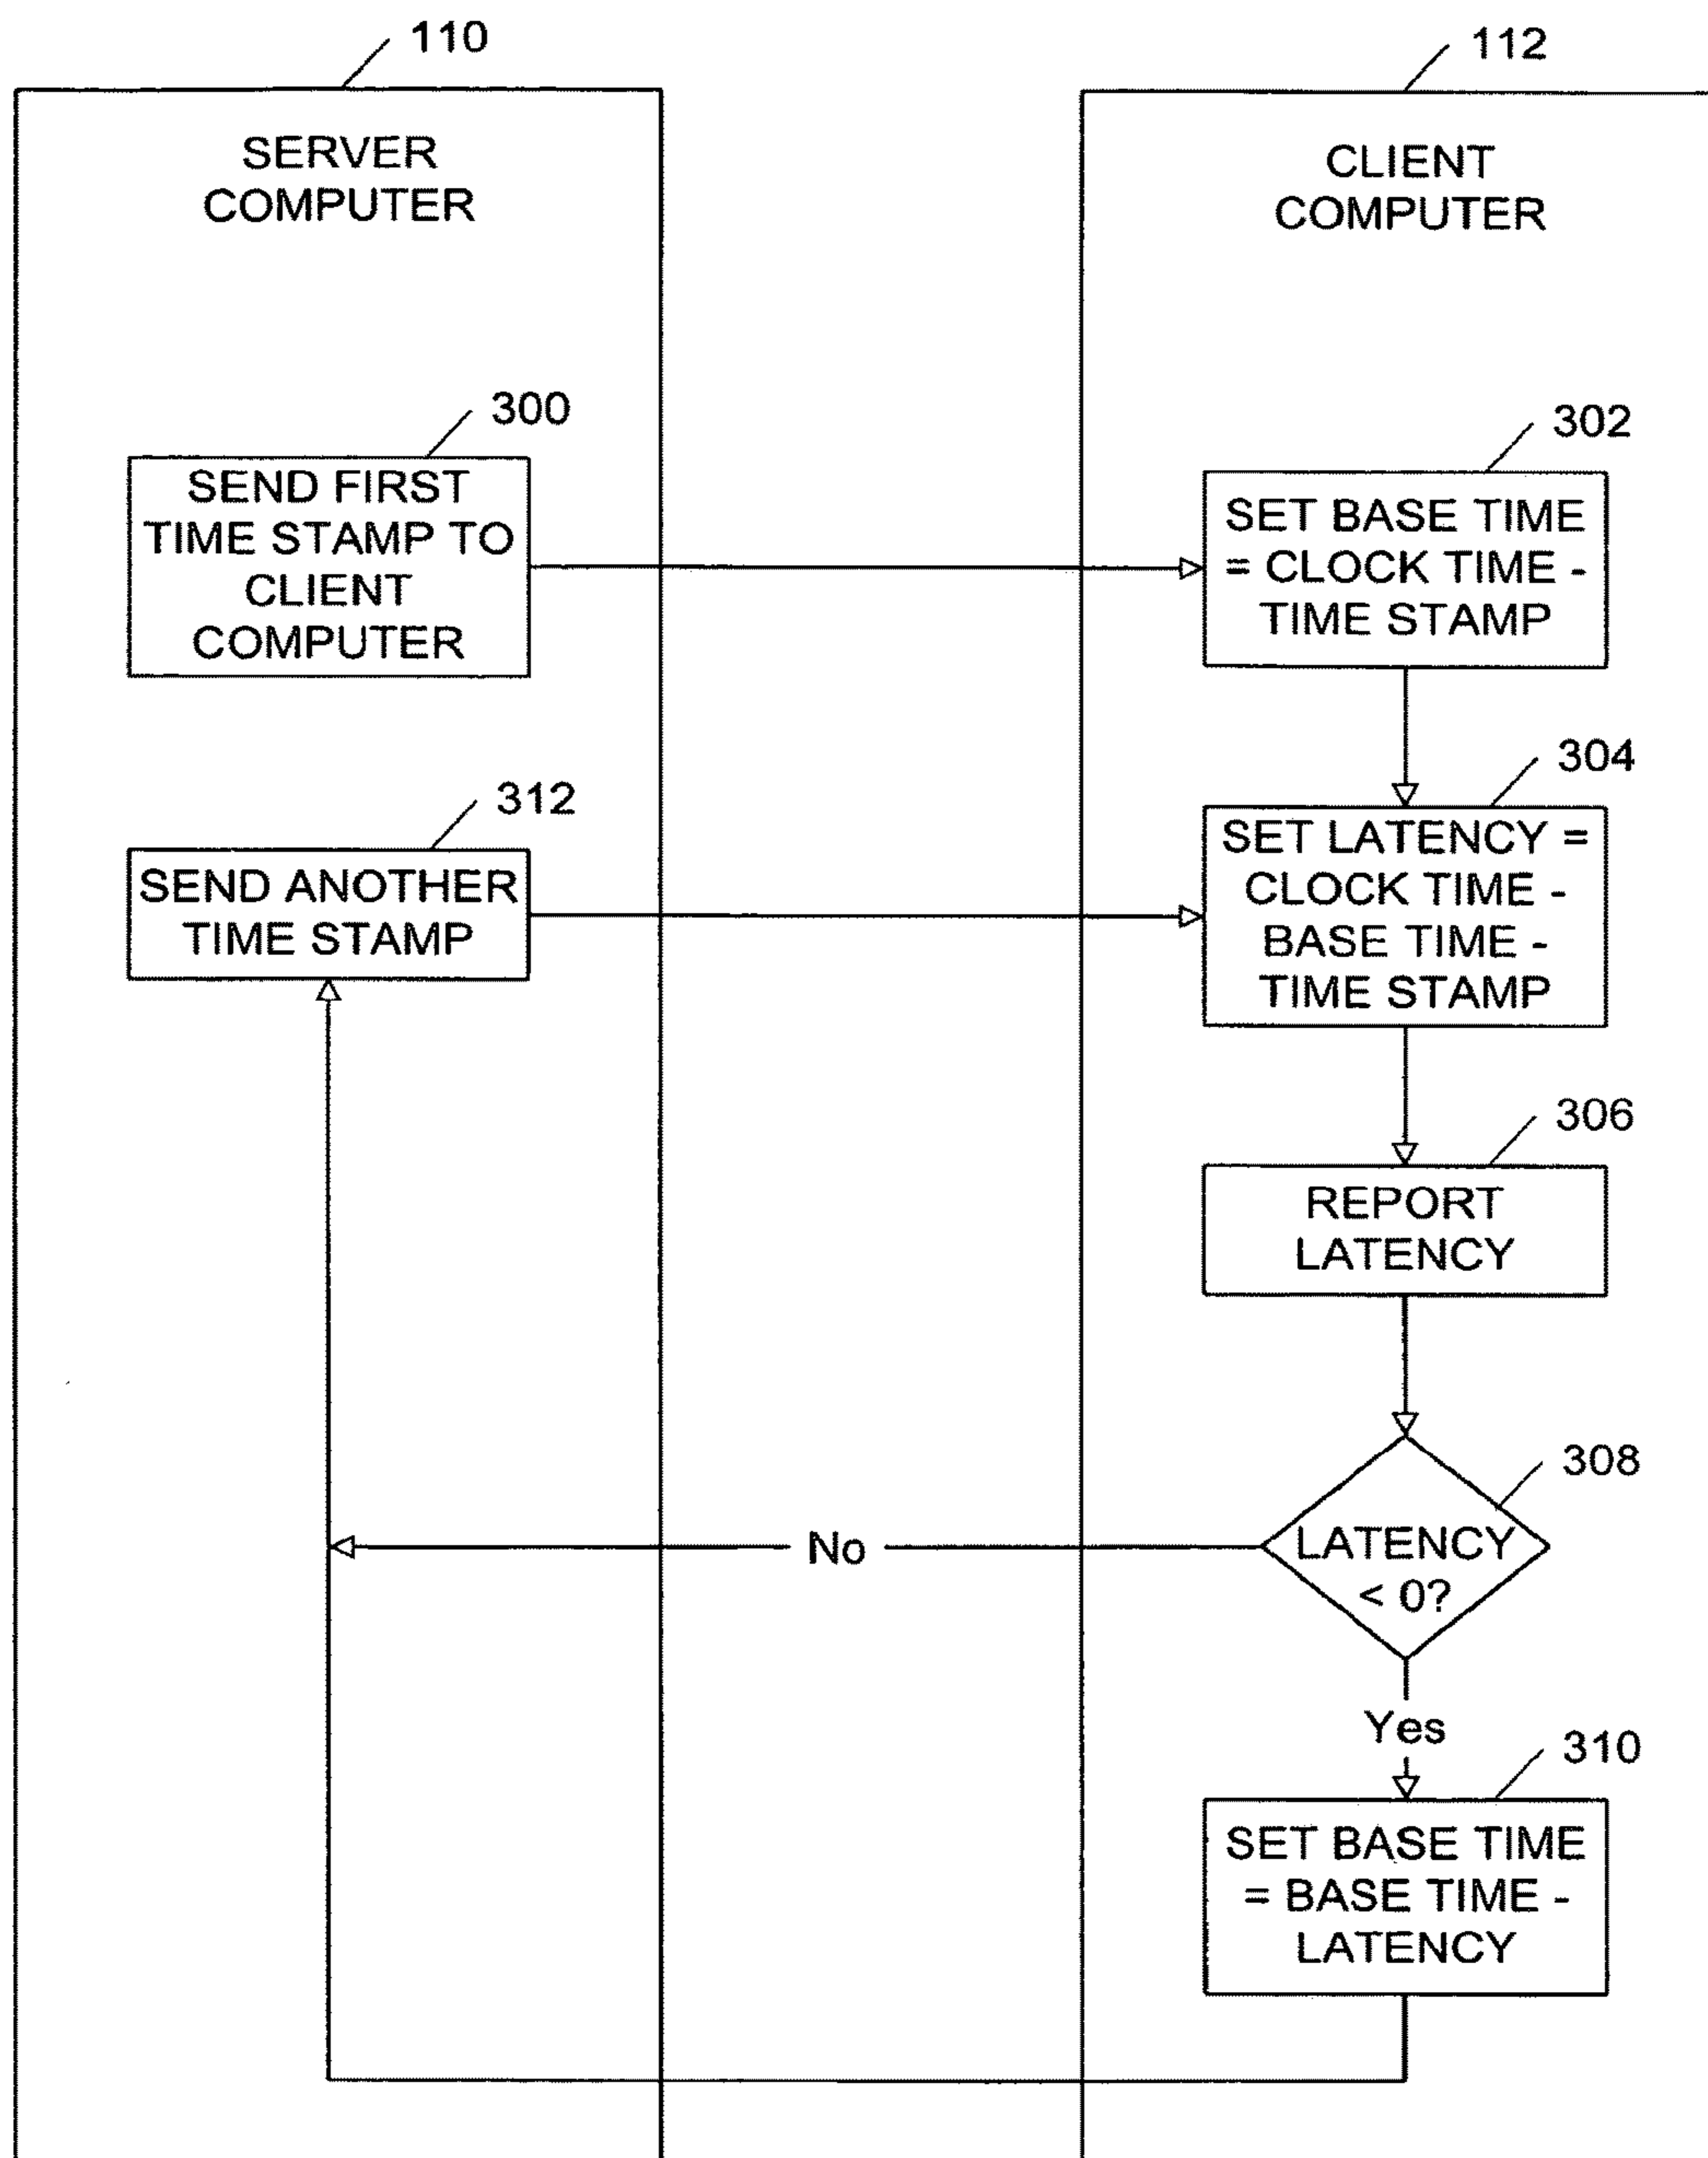 110
112
SERVER
COMPUTER
CLIENT
COMPUTER
300
SEND FIRST
TIME STAMP TO
CLIENT
COMPUTER
302
SET BASE TIME
= CLOCK TIME -
TIME STAMP
312
SEND ANOTHER
TIME STAMP
304
SET LATENCY =
CLOCK TIME -
BASE TIME -
TIME STAMP
306
REPORT
LATENCY
308
LATENCY
< 0?
No
Yes
310
SET BASE TIME
= BASE TIME -
LATENCY